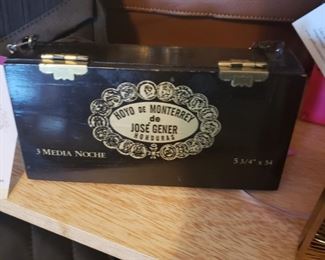 HOYO DE MONTERREY
de
JOSÉ GENER
HONDURAS
3 MEDIA NOCHE
5 3/4" x 54